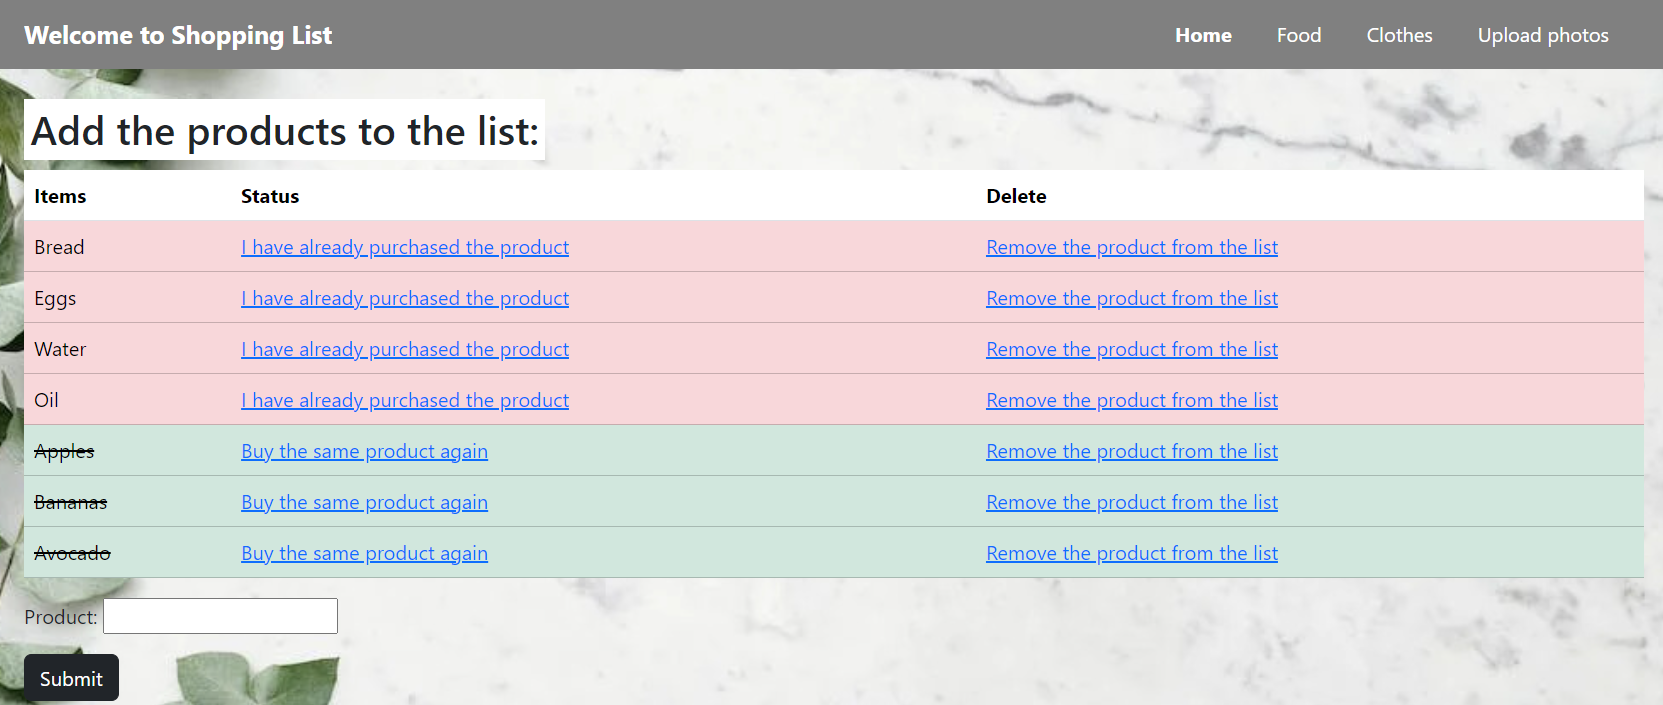 Welcome to Shopping List
Home Food Clothes Upload photos
Add the products to the list:
Items Status Delete
Bread I have already purchased the product Remove the product from the list
Eggs I have already purchased the product Remove the product from the list
Water I have already purchased the product Remove the product from the list
Oil I have already purchased the product Remove the product from the list
Apples Buy the same product again Remove the product from the list
Bananas Buy the same product again Remove the product from the list
Avocado Buy the same product again Remove the product from the list
Product:
Submit